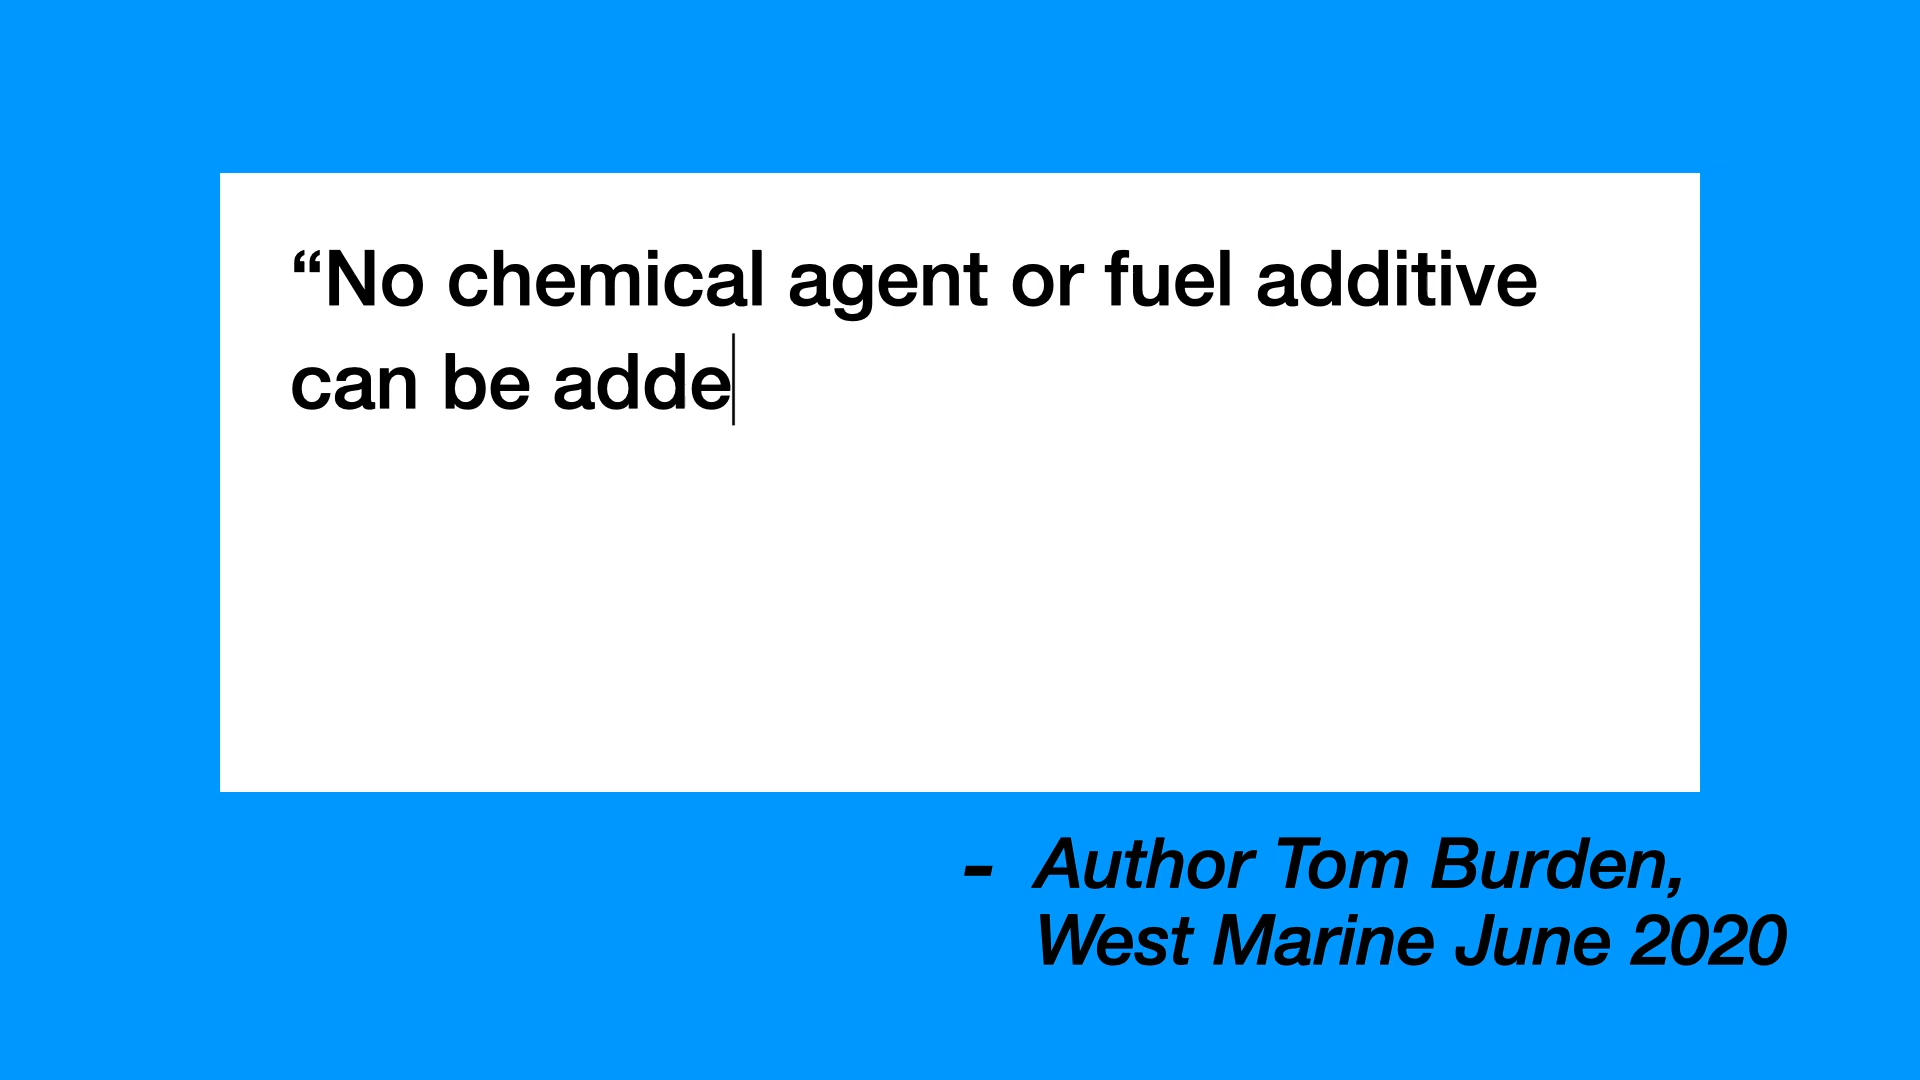 “No chemical agent or fuel additive
can be adde
- Author Tom Burden,
West Marine June 2020